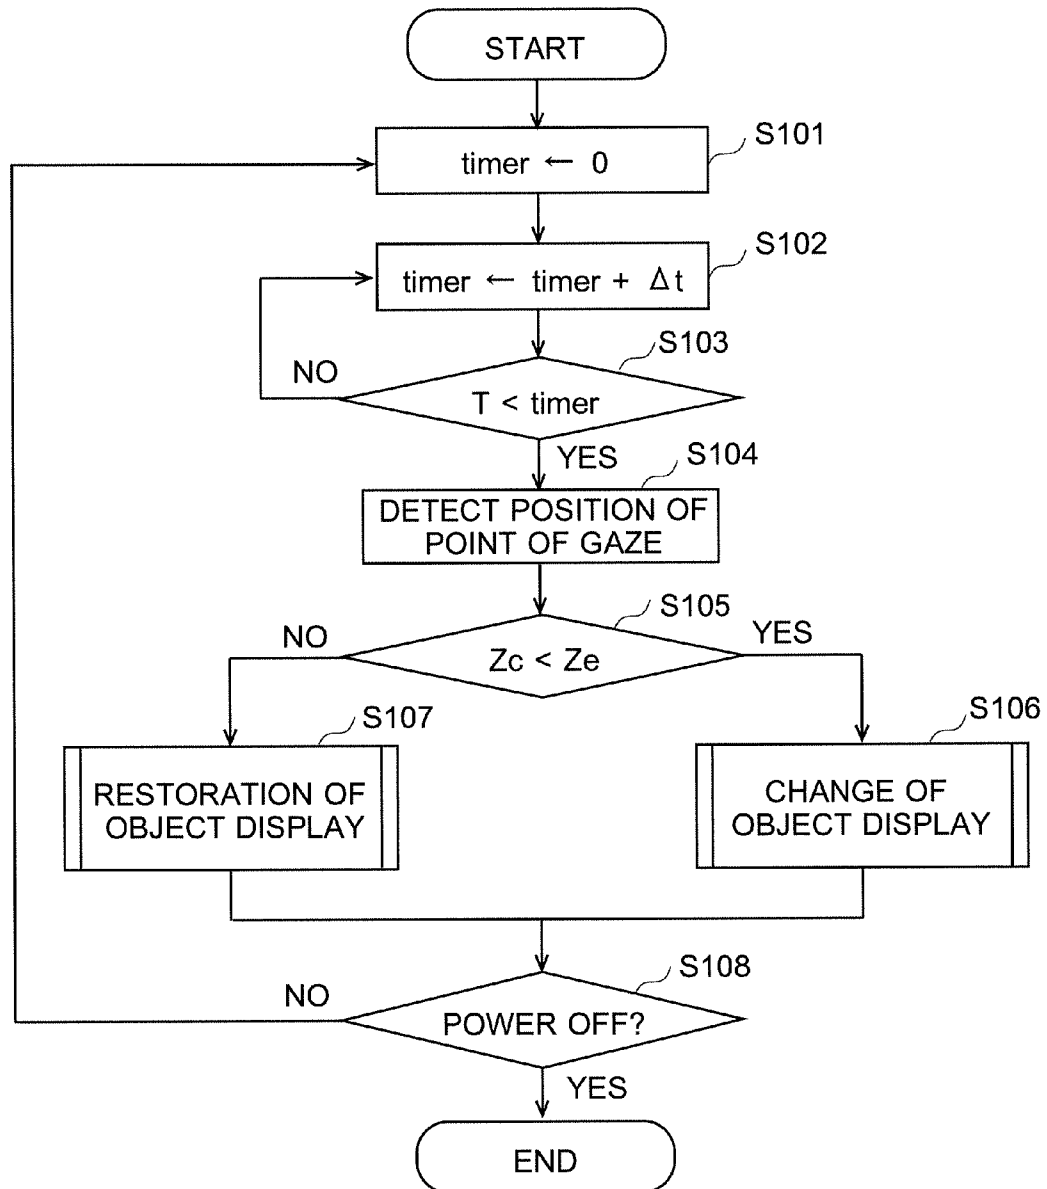 START
S101
timer ← 0
S102
timer ← timer + Δt
S103
NO
T < timer
YES
S104
DETECT POSITION OF
POINT OF GAZE
S105
NO
YES
Zc < Ze
S107
S106
RESTORATION OF
OBJECT DISPLAY
CHANGE OF
OBJECT DISPLAY
S108
NO
POWER OFF?
YES
END